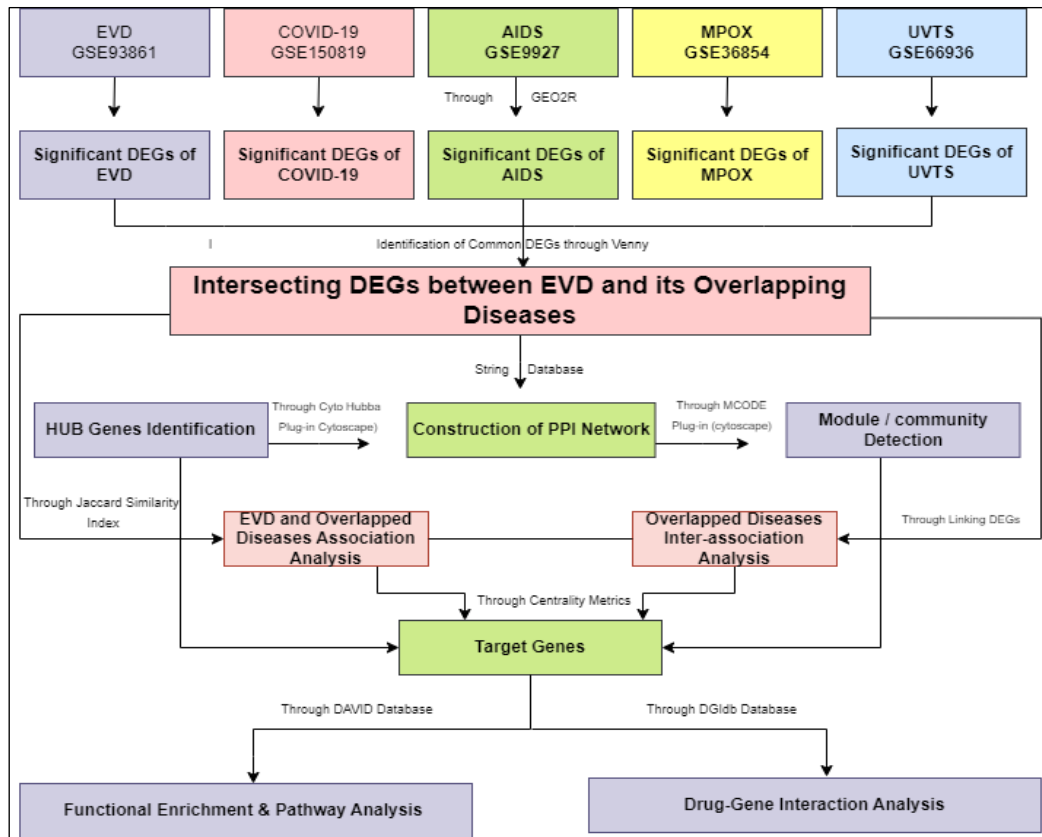 EVD
GSE93861
COVID-19
GSE150819
AIDS
GSE9927
MPOX
GSE36854
UVTS
GSE66936
Through
GEO2R
Significant DEGs of
EVD
Significant DEGs of
COVID-19
Significant DEGs of
AIDS
Significant DEGs of
MPOX
Significant DEGs of
UVTS
I
Identification of Common DEGs through Venny
Intersecting DEGs between EVD and its Overlapping
Diseases
String
Database
HUB Genes Identification
Through Cyto Hubba
Plug-in Cytoscape)
Construction of PPI Network
Through MCODE
Plug-in (cytoscape)
Module / community
Detection
Through Jaccard Similarity
Index
EVD and Overlapped
Diseases Association
Analysis
Overlapped Diseases
Inter-association
Analysis
Through Linking DEGs
Through Centrality Metrics
Target Genes
Through DAVID Database
Through DGIdb Database
Functional Enrichment & Pathway Analysis
Drug-Gene Interaction Analysis